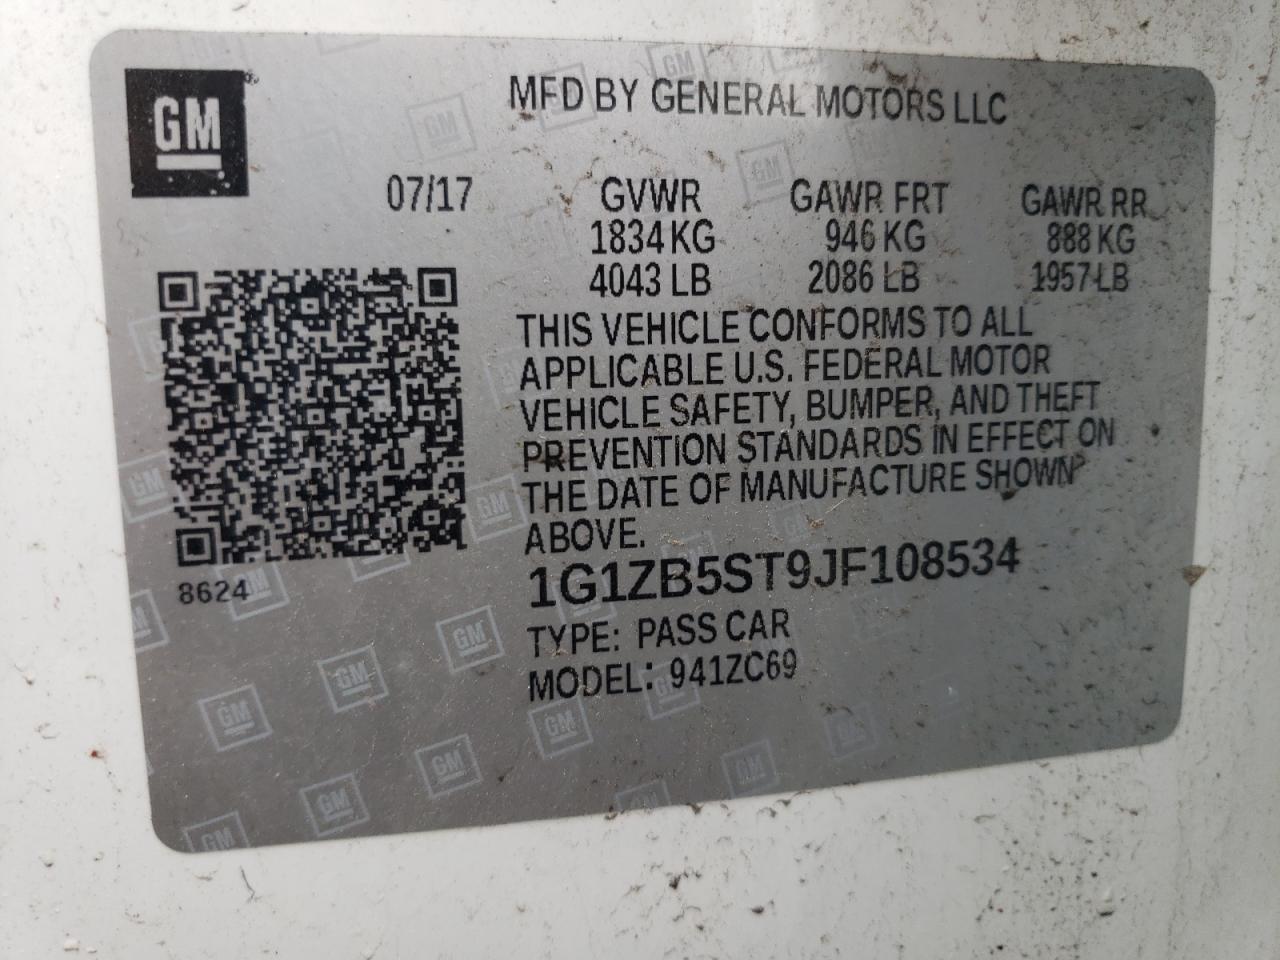 GM
MFD BY GENERAL MOTORS LLC
07/17
GVWR GAWR FRT GAWR RR
1834 KG 946 KG 888 KG
4043 LB 2086 LB 1957 LB
THIS VEHICLE CONFORMS TO ALL
APPLICABLE U.S. FEDERAL MOTOR
VEHICLE SAFETY, BUMPER, AND THEFT
PREVENTION STANDARDS IN EFFECT ON
THE DATE OF MANUFACTURE SHOWN
ABOVE.
8624
1G1ZB5ST9JF108534
TYPE: PASS CAR
MODEL: 941ZC69